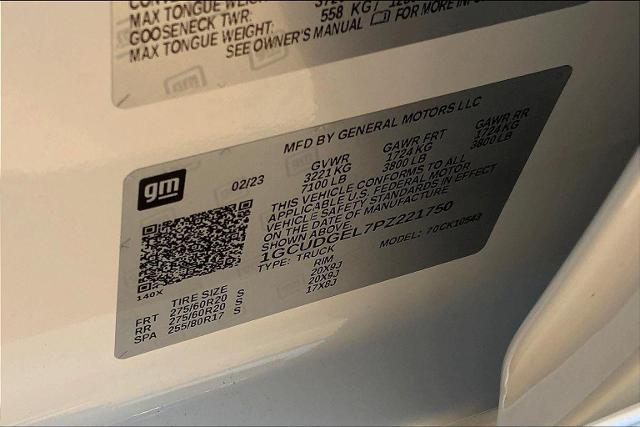 MAX TONGUE WEIGHT
GOOSENECK TWR:
MAX TONGUE WEIGHT: 558 KG /
SEE OWNER'S MANUAL FOR MORE
gm
02/23
MFD BY GENERAL MOTORS LLC
GVWR GAWR FRT GAWR RR
3221 KG 1724 KG 1724 KG
7100 LB 3800 LB 3800 LB
THIS VEHICLE CONFORMS TO ALL
APPLICABLE U.S. FEDERAL MOTOR
VEHICLE SAFETY STANDARDS IN EFFECT
ON THE DATE OF MANUFACTURE
SHOWN ABOVE.
1GCUDGEL7PZ221750
TYPE: TRUCK MODEL: 70CK10543
140X
TIRE SIZE RIM
FRT 275/60R20 S 20X9J
RR 275/60R20 S 20X9J
SPA 255/80R17 S 17X8J